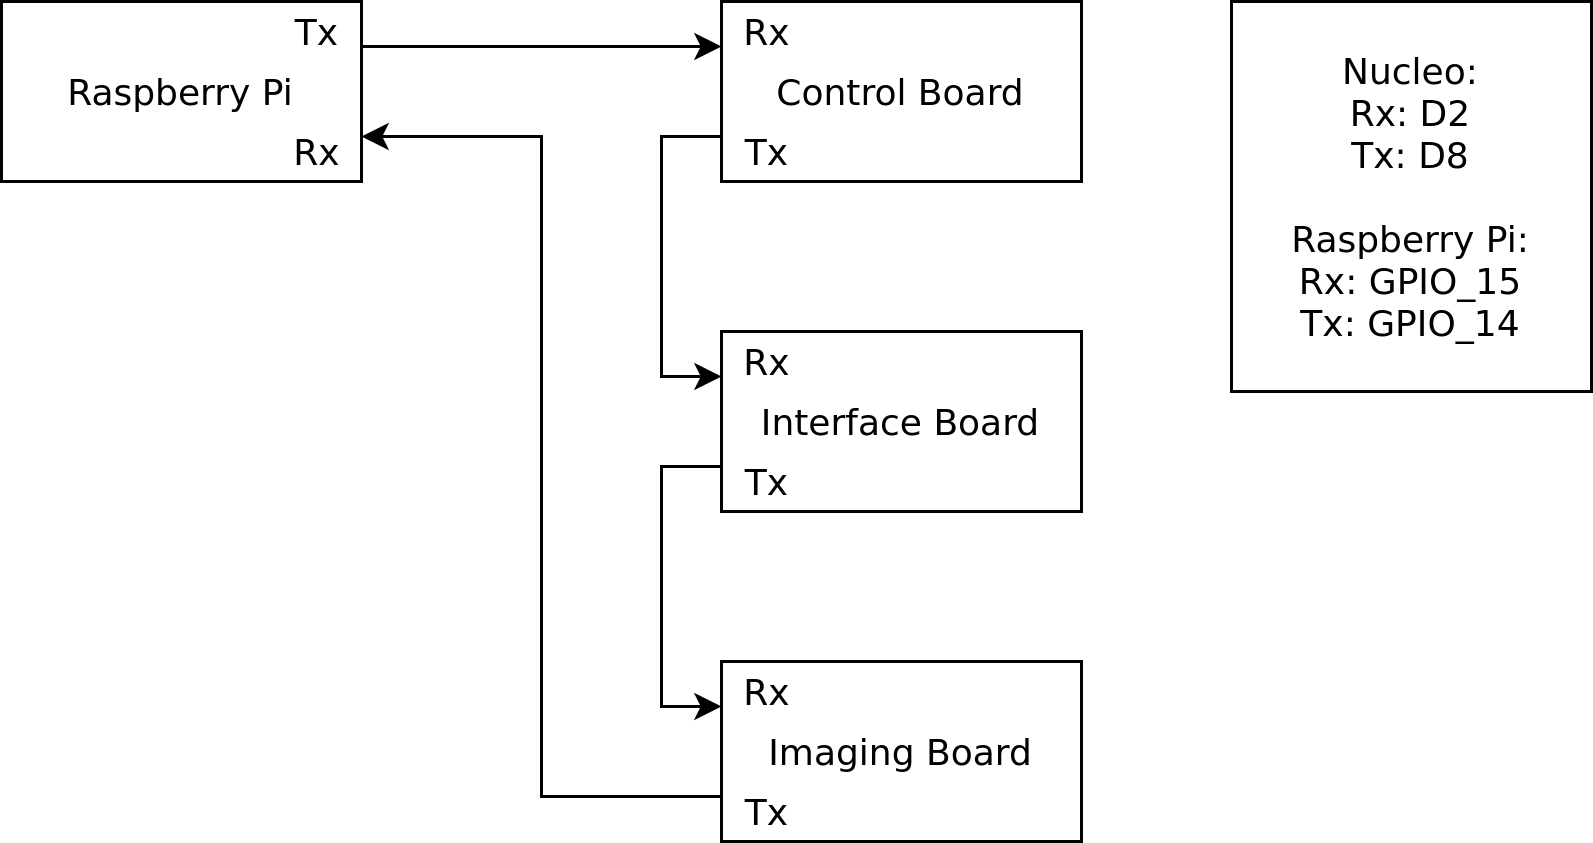 Tx
Raspberry Pi
Rx
Rx
Control Board
Tx
Rx
Interface Board
Tx
Rx
Imaging Board
Tx
Nucleo:
Rx: D2
Tx: D8
Raspberry Pi:
Rx: GPIO_15
Tx: GPIO_14